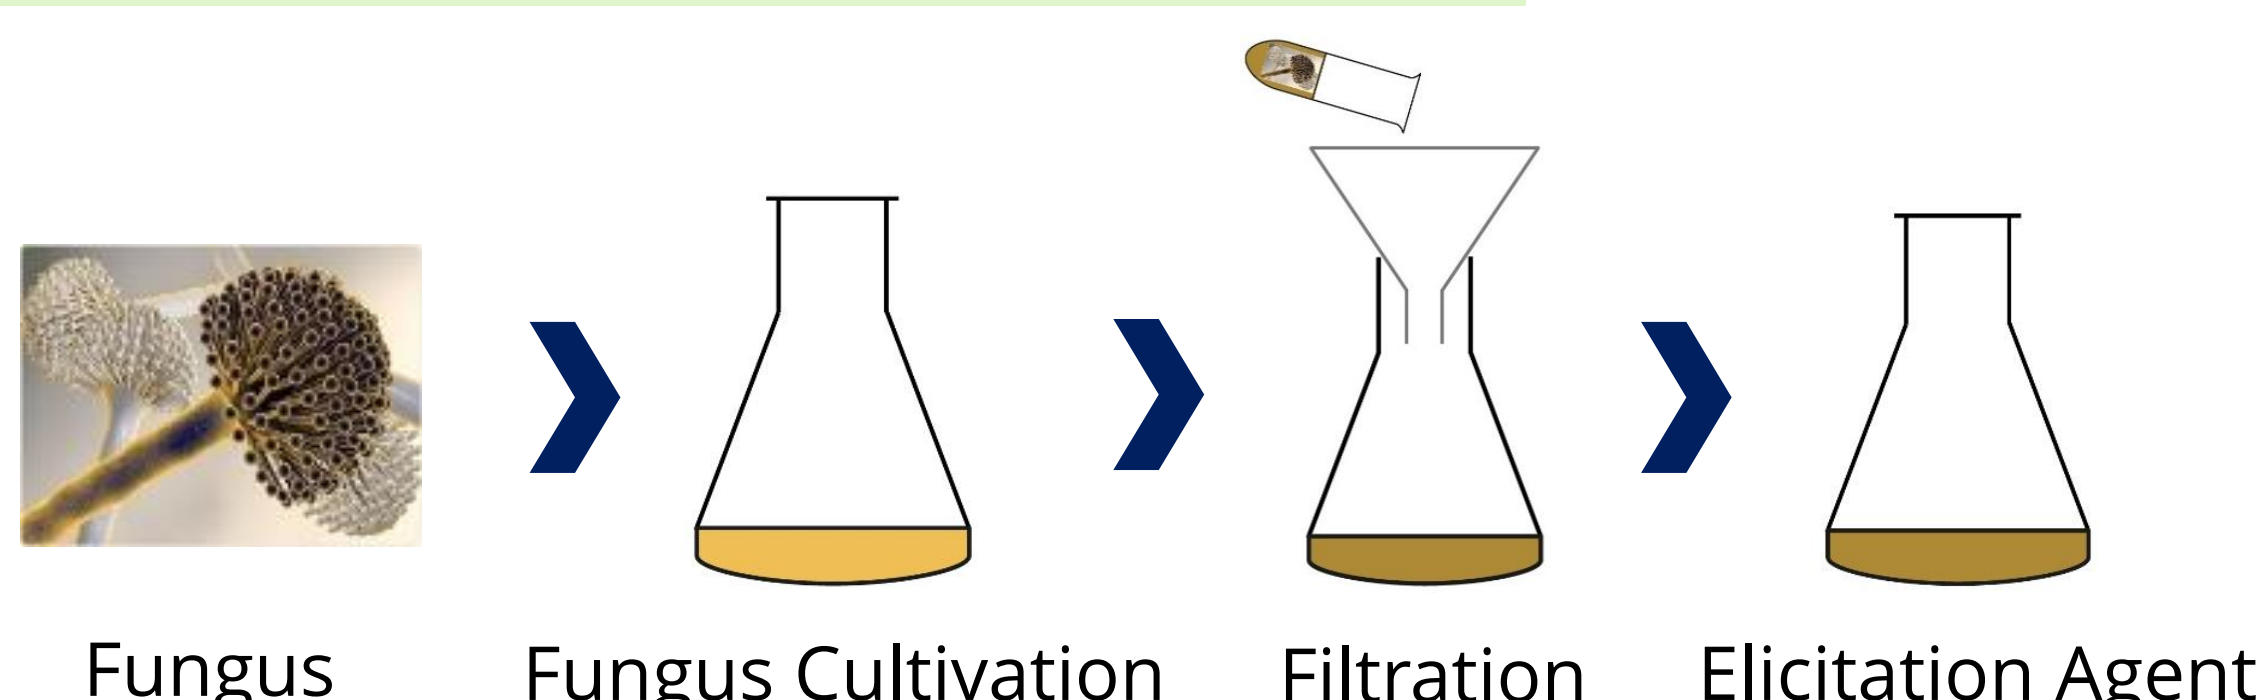 Fungus
Fungus Cultivation
Filtration
Elicitation Agent